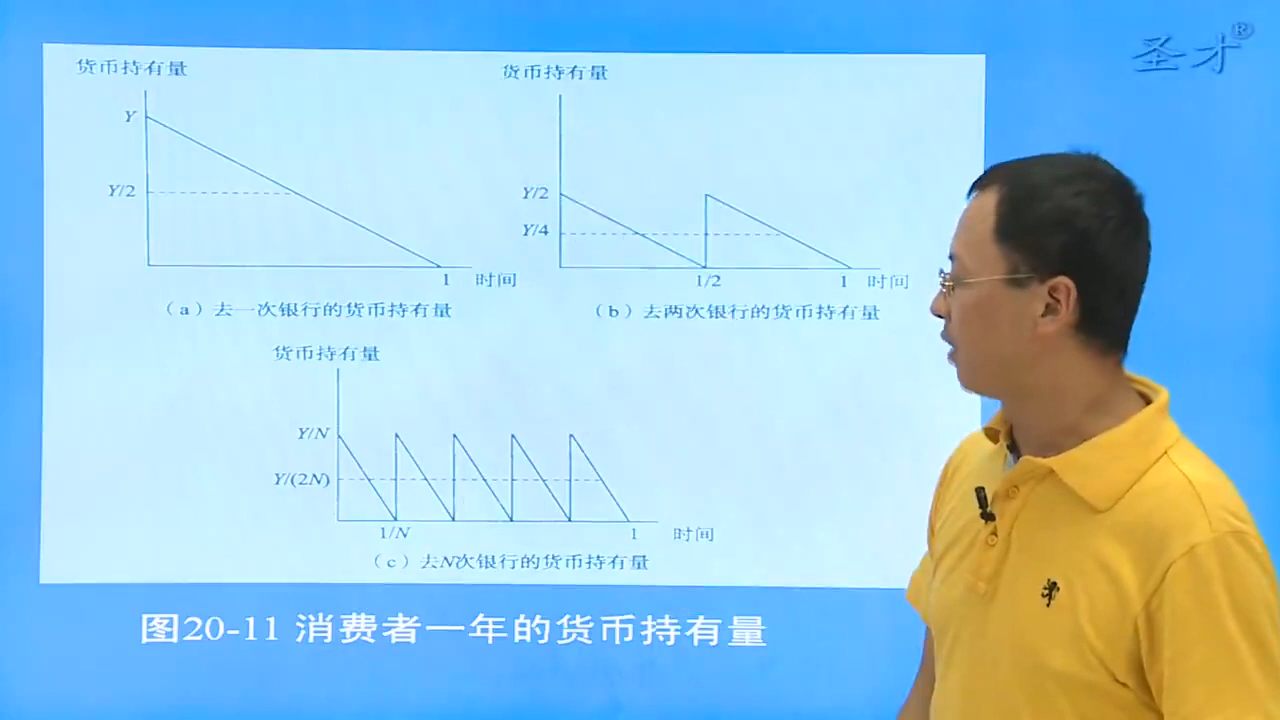 圣才®
货币持有量
Y
Y/2
1 时间
(a)去一次银行的货币持有量
货币持有量
Y/2
Y/4
1/2 1 时间
(b)去两次银行的货币持有量
货币持有量
Y/N
Y/(2N)
1/N 1 时间
(c)去N次银行的货币持有量
图20-11 消费者一年的货币持有量